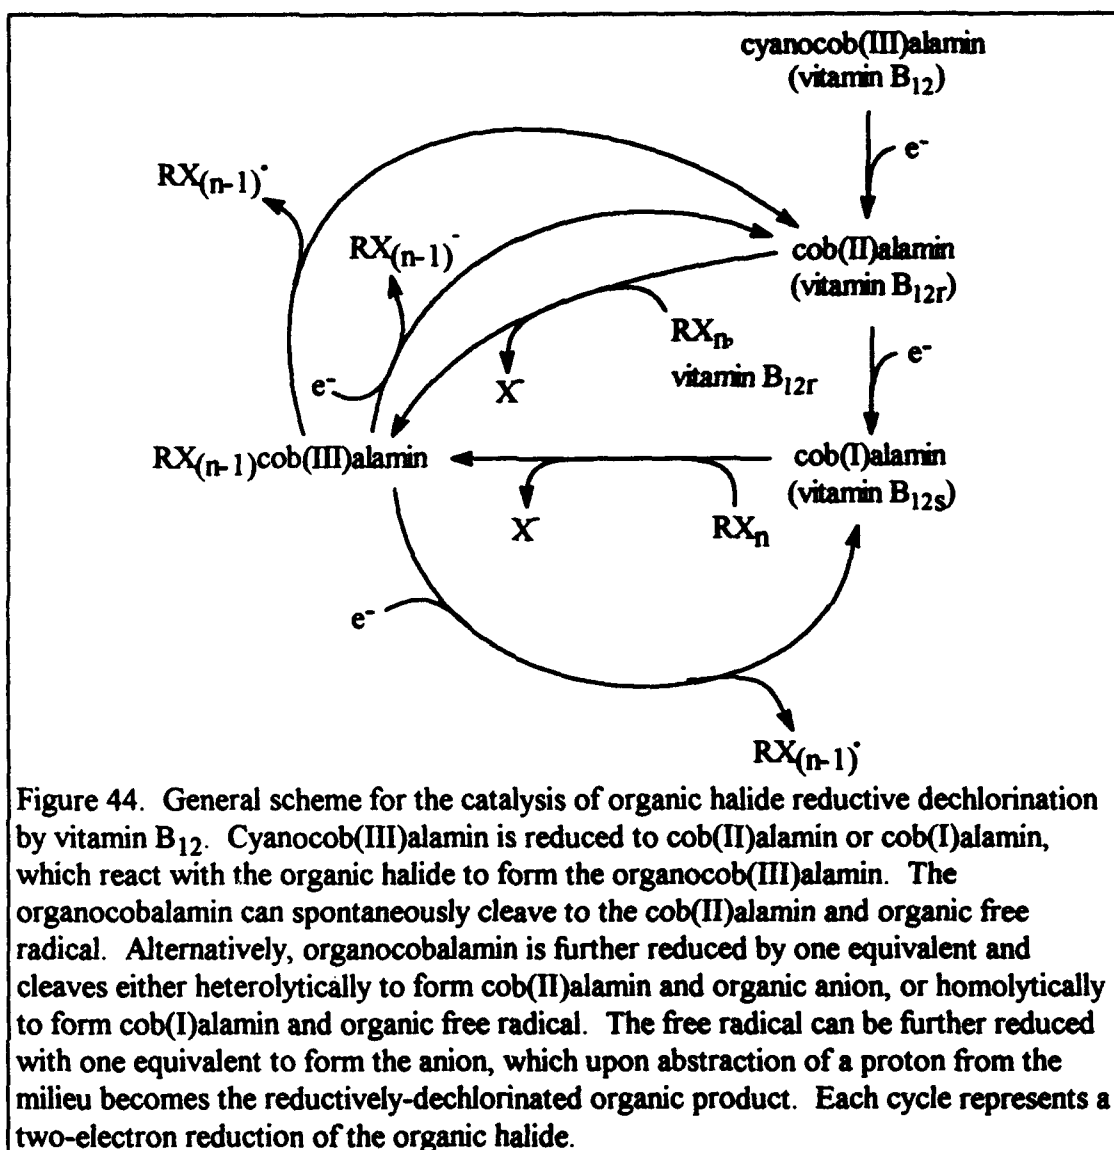 cyanocob(III)alamin
(vitamin B12)
e-
RX(n-1)•
RX(n-1)-
cob(II)alamin
(vitamin B12r)
RXn,
vitamin B12r
e-
X-
e-
RX(n-1)cob(III)alamin
cob(I)alamin
(vitamin B12s)
X-
RXn
e-
RX(n-1)•
Figure 44. General scheme for the catalysis of organic halide reductive dechlorination
by vitamin B12. Cyanocob(III)alamin is reduced to cob(II)alamin or cob(I)alamin,
which react with the organic halide to form the organocob(III)alamin. The
organocobalamin can spontaneously cleave to the cob(II)alamin and organic free
radical. Alternatively, organocobalamin is further reduced by one equivalent and
cleaves either heterolytically to form cob(II)alamin and organic anion, or homolytically
to form cob(I)alamin and organic free radical. The free radical can be further reduced
with one equivalent to form the anion, which upon abstraction of a proton from the
milieu becomes the reductively-dechlorinated organic product. Each cycle represents a
two-electron reduction of the organic halide.